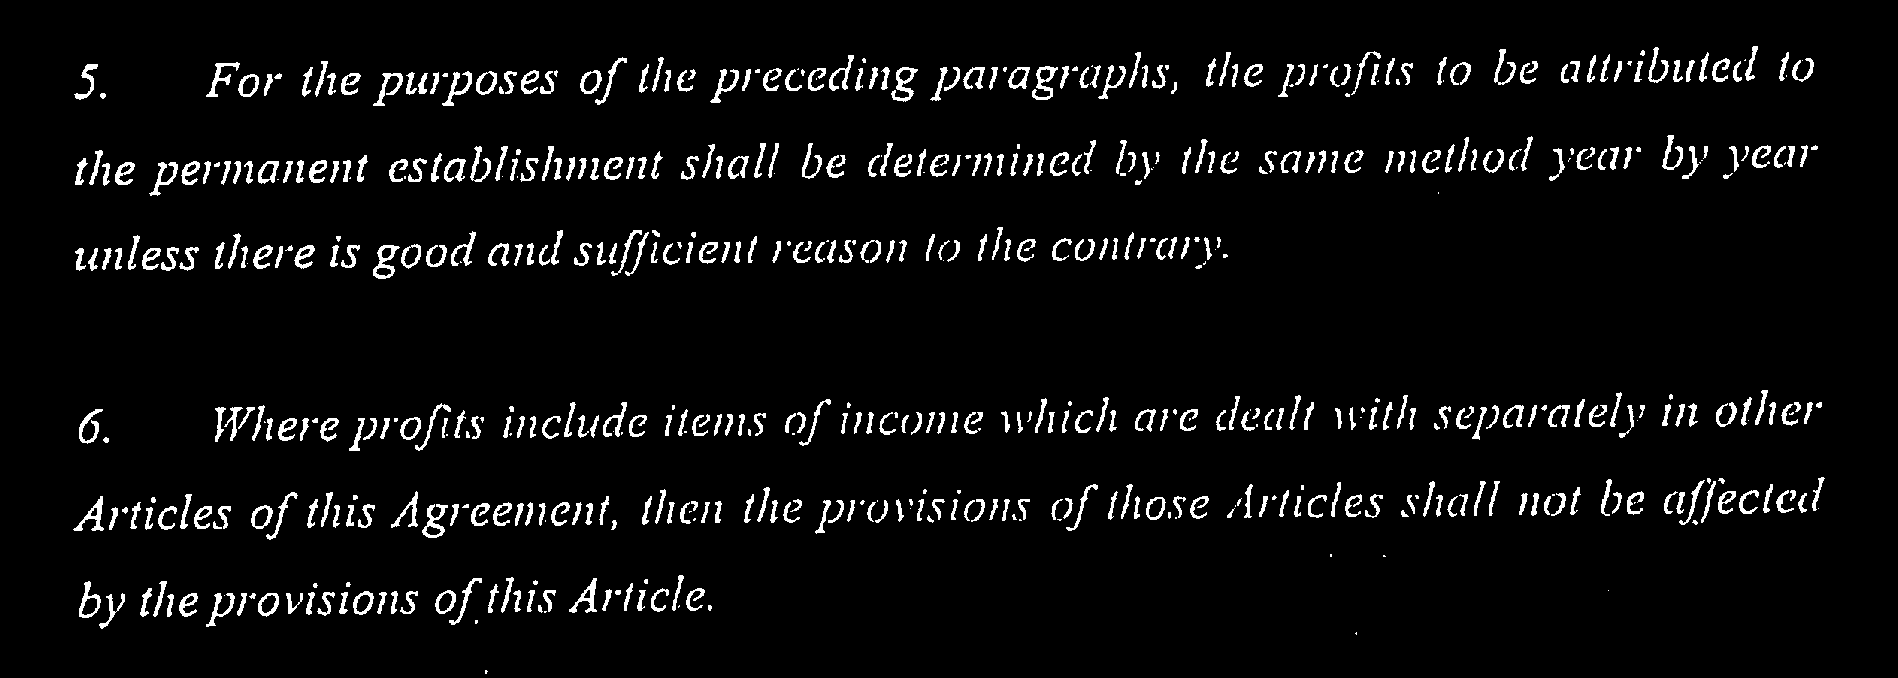 5. For the purposes of the preceding paragraphs, the profits to be attributed to
the permanent establishment shall be determined by the same method year by year
unless there is good and sufficient reason to the contrary.
6. Where profits include items of income which are dealt with separately in other
Articles of this Agreement, then the provisions of those Articles shall not be affected
by the provisions of this Article.